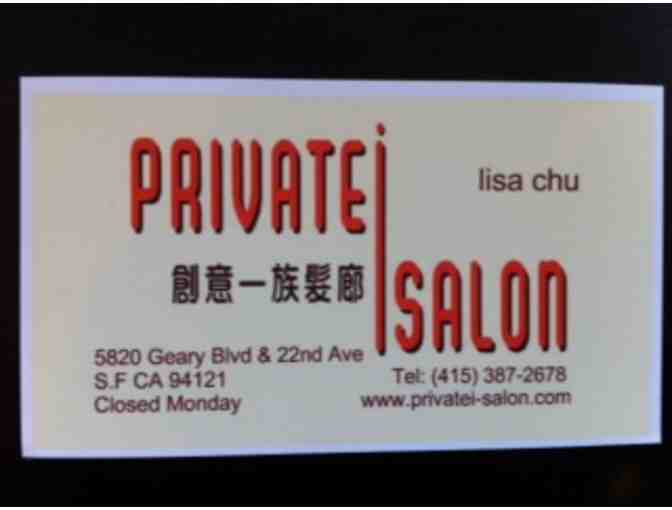 PRIVATEi
lisa chu
創意一族髮廊
SALON
5820 Geary Blvd & 22nd Ave
S.F CA 94121
Closed Monday
Tel: (415) 387-2678
www.privatei-salon.com